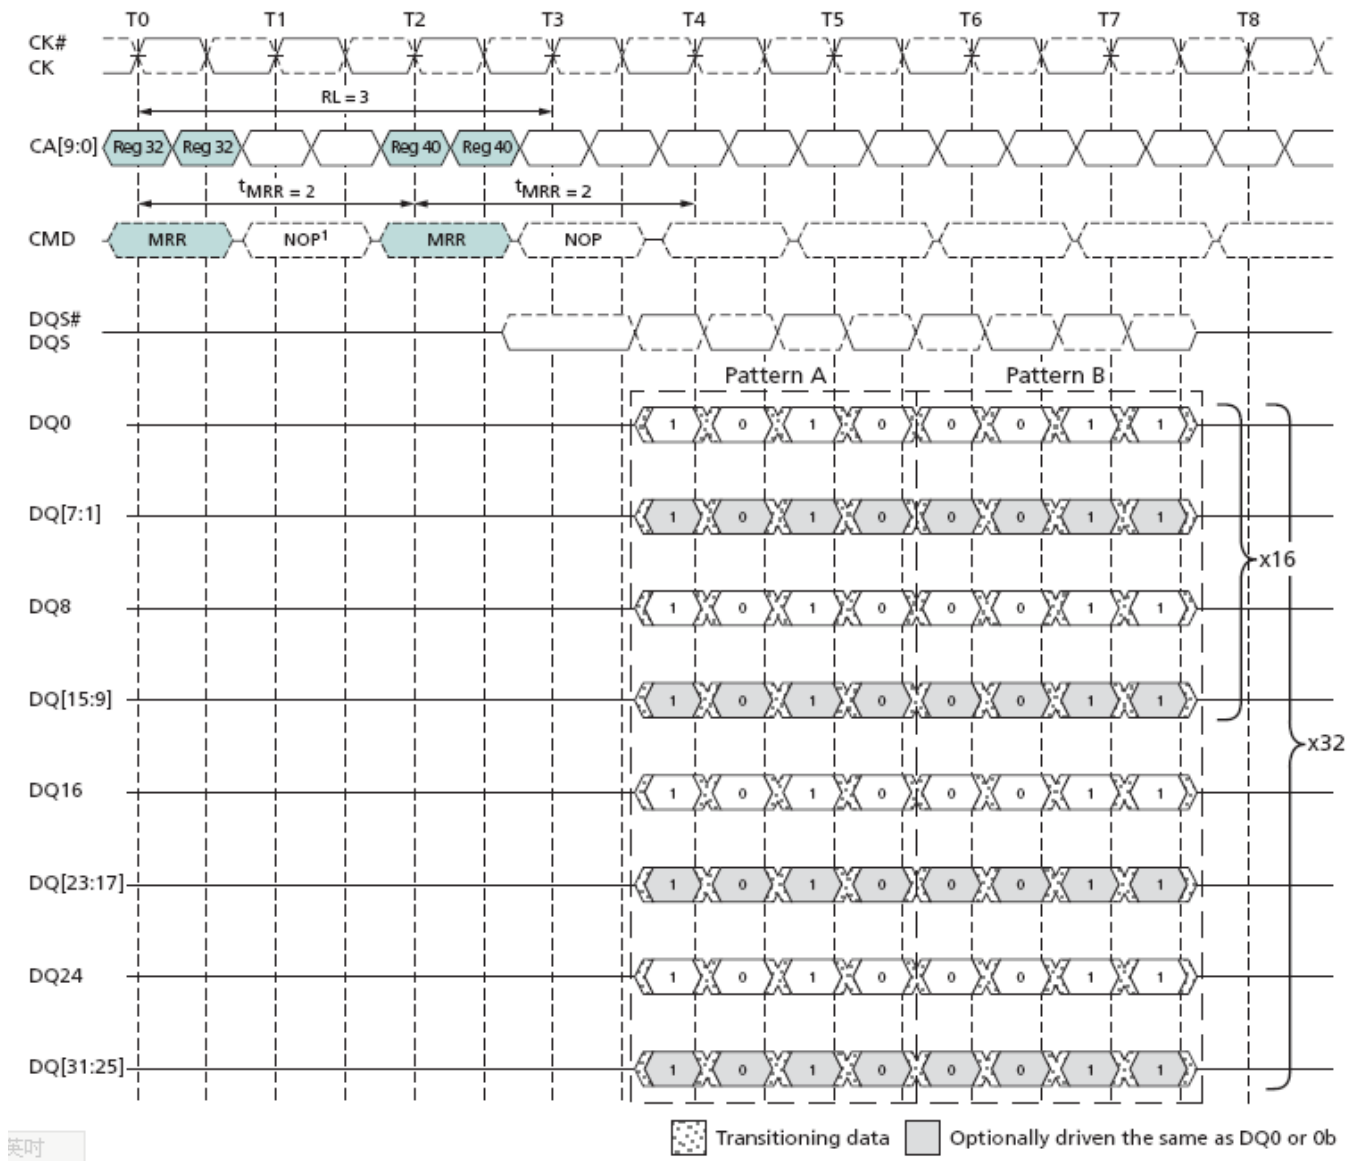 T0 T1 T2 T3 T4 T5 T6 T7 T8
CK#
CK
RL = 3
CA[9:0] Reg 32 Reg 32 Reg 40 Reg 40
tMRR = 2 tMRR = 2
CMD MRR NOP1 MRR NOP
DQS#
DQS
Pattern A Pattern B
DQ0 1 0 1 0 0 0 1 1
DQ[7:1] 1 0 1 0 0 0 1 1
x16
DQ8 1 0 1 0 0 0 1 1
DQ[15:9] 1 0 1 0 0 0 1 1
x32
DQ16 1 0 1 0 0 0 1 1
DQ[23:17] 1 0 1 0 0 0 1 1
DQ24 1 0 1 0 0 0 1 1
DQ[31:25] 1 0 1 0 0 0 1 1
Transitioning data Optionally driven the same as DQ0 or 0b
英吋